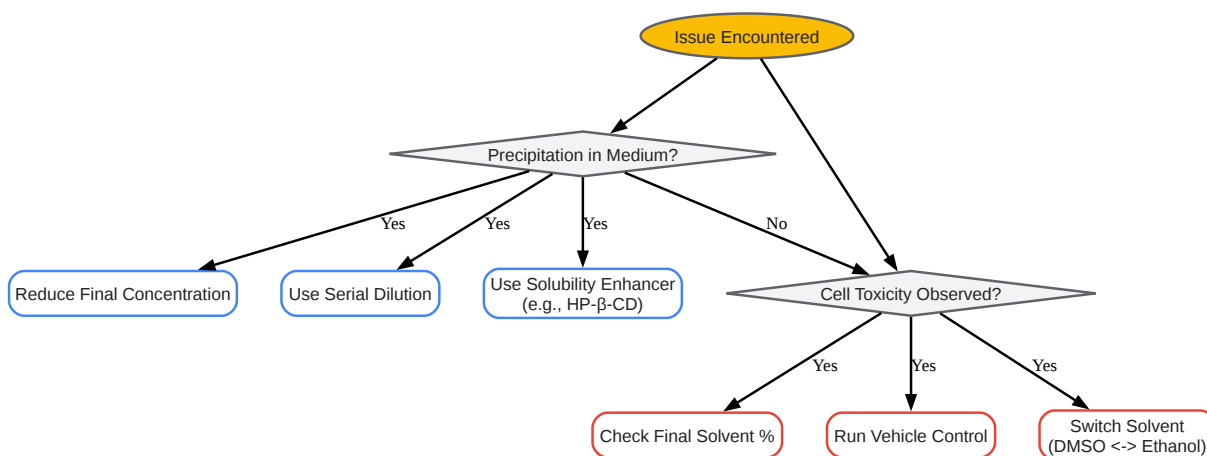 Issue Encountered
Precipitation in Medium?
Yes
Yes
Yes
No
Reduce Final Concentration
Use Serial Dilution
Use Solubility Enhancer
(e.g., HP-β-CD)
Cell Toxicity Observed?
Yes
Yes
Yes
Check Final Solvent %
Run Vehicle Control
Switch Solvent
(DMSO <-> Ethanol)